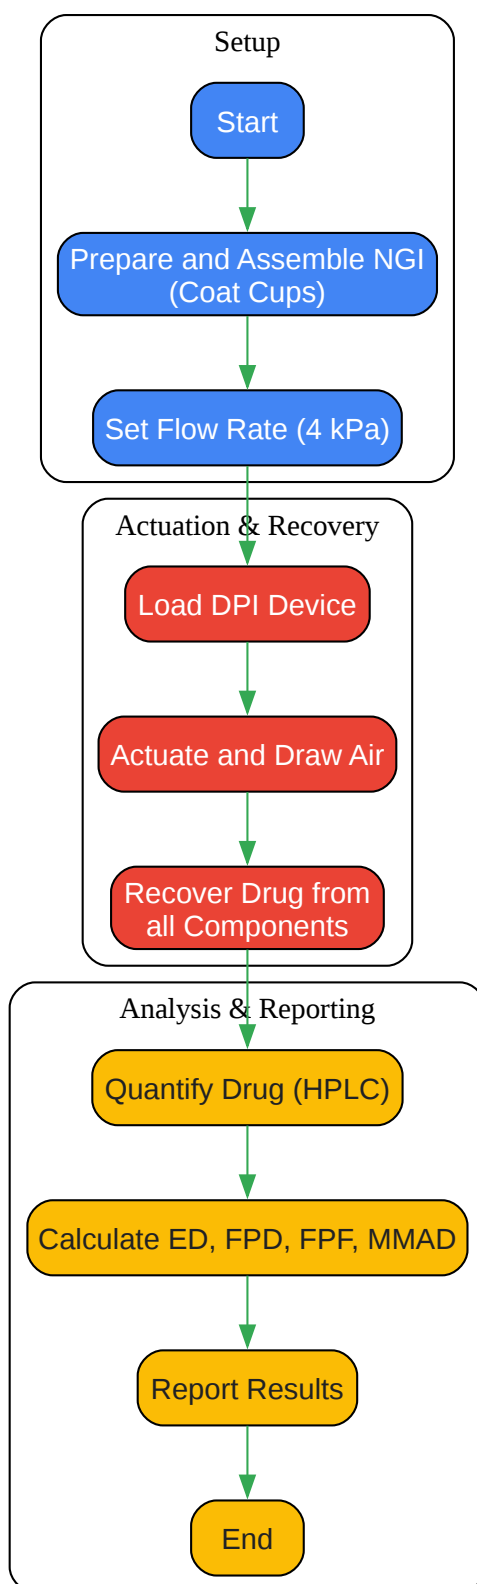 Setup
Start
Prepare and Assemble NGI
(Coat Cups)
Set Flow Rate (4 kPa)
Actuation & Recovery
Load DPI Device
Actuate and Draw Air
Recover Drug from
all Components
Analysis & Reporting
Quantify Drug (HPLC)
Calculate ED, FPD, FPF, MMAD
Report Results
End